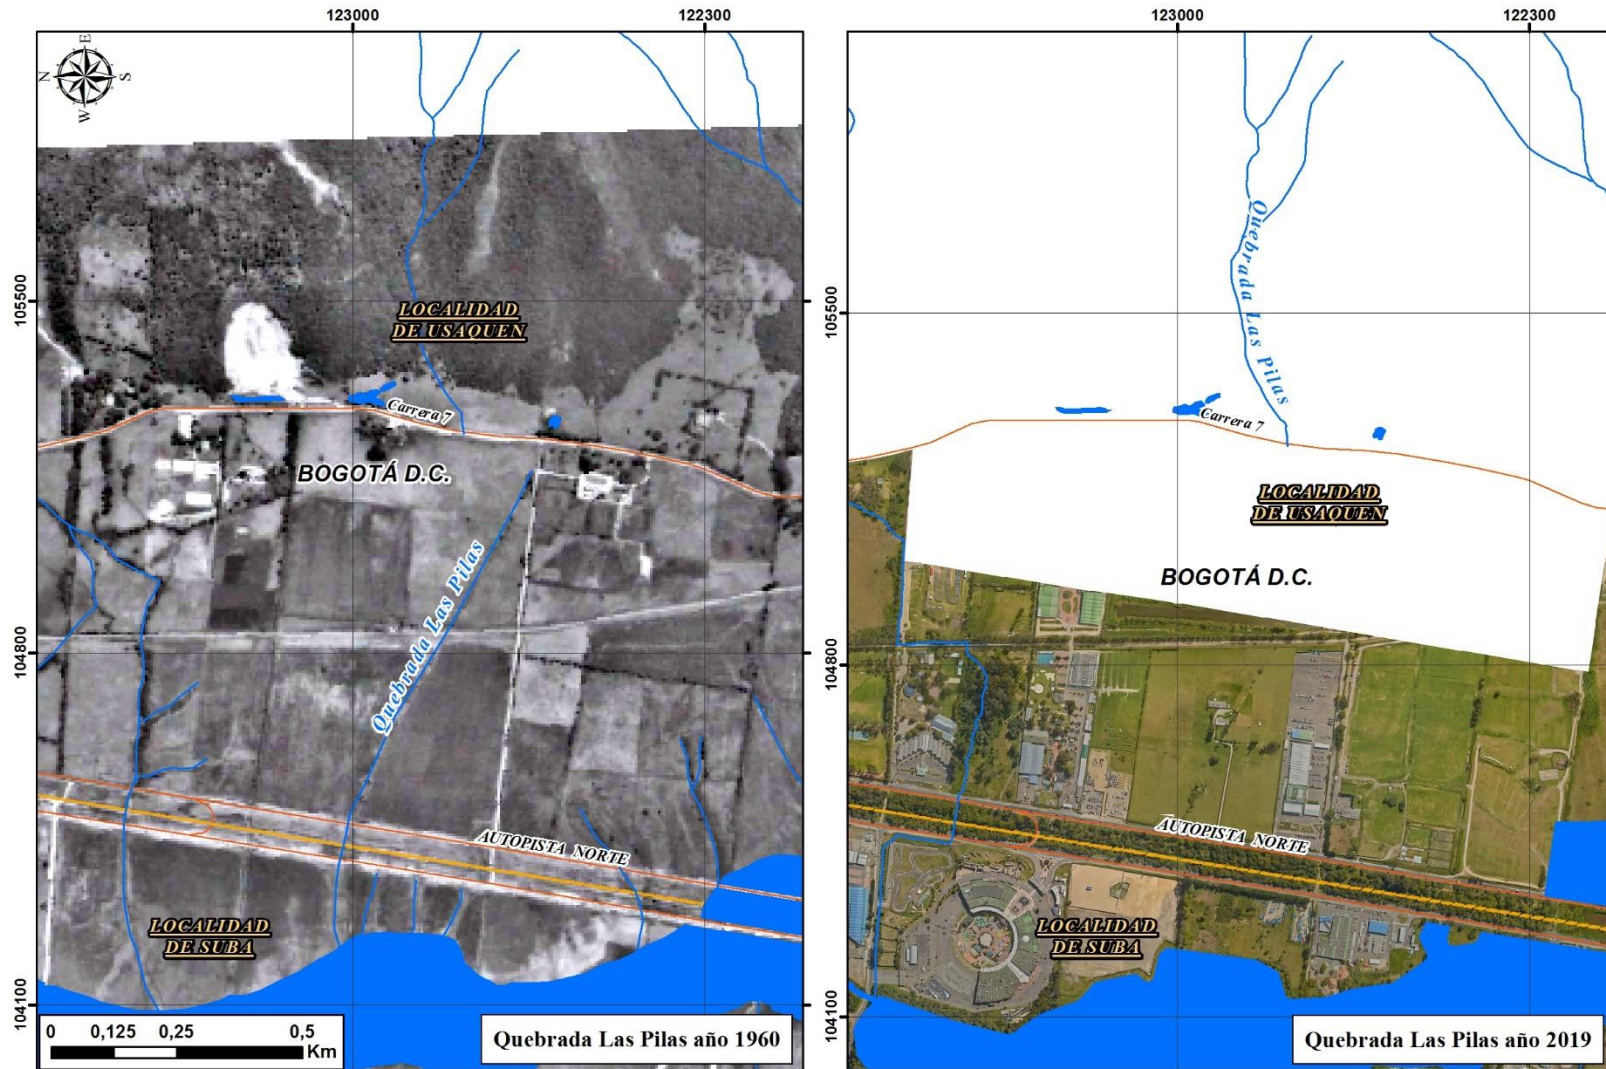 123000
122300
123000
122300
E
N
S
W
105500
105500
LOCALIDAD
DE USAQUEN
Quebrada Las Pilas
Carrera 7
Carrera 7
BOGOTÁ D.C.
LOCALIDAD
DE USAQUEN
BOGOTÁ D.C.
Quebrada Las Pilas
104800
104800
AUTOPISTA NORTE
AUTOPISTA NORTE
LOCALIDAD
DE SUBA
LOCALIDAD
DE SUBA
104100
104100
0 0,125 0,25 0,5
Km
Quebrada Las Pilas año 1960
Quebrada Las Pilas año 2019